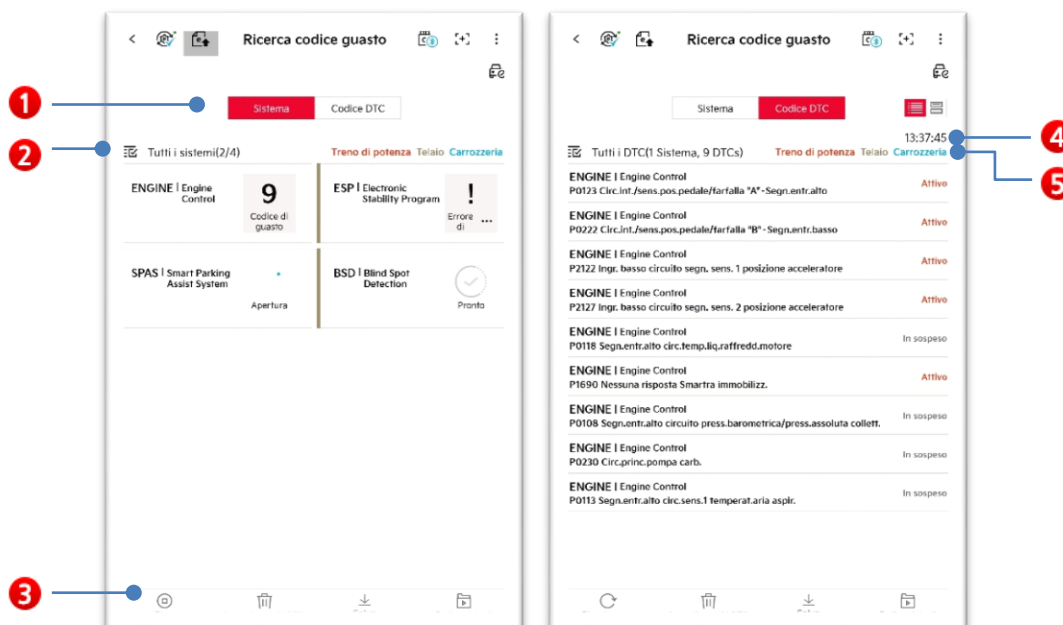 Ricerca codice guasto
1
Sistema
Codice DTC
2
Tutti i sistemi(2/4)
Treno di potenza Telaio Carrozzeria
ENGINE | Engine
Control
9
Codice di
guasto
ESP | Electronic
Stability Program
!
Errore
di
...
SPAS | Smart Parking
Assist System
Apertura
BSD | Blind Spot
Detection
Pronto
3
Ricerca codice guasto
Sistema
Codice DTC
13:37:45
4
Tutti i DTC(1 Sistema, 9 DTCs)
Treno di potenza Telaio Carrozzeria
5
ENGINE | Engine Control
P0123 Circ.int./sens.pos.pedale/farfalla "A"-Segn.entr.alto
Attivo
ENGINE | Engine Control
P0222 Circ.int./sens.pos.pedale/farfalla "B"-Segn.entr.basso
Attivo
ENGINE | Engine Control
P2122 Ingr. basso circuito segn. sens. 1 posizione acceleratore
Attivo
ENGINE | Engine Control
P2127 Ingr. basso circuito segn. sens. 2 posizione acceleratore
Attivo
ENGINE | Engine Control
P0118 Segn.entr.alto circ.temp.liq.raffredd.motore
In sospeso
ENGINE | Engine Control
P1690 Nessuna risposta Smartra immobilizz.
Attivo
ENGINE | Engine Control
P0108 Segn.entr.alto circuito press.barometrica/press.assoluta collett.
In sospeso
ENGINE | Engine Control
P0230 Circ.princ.pompa carb.
In sospeso
ENGINE | Engine Control
P0113 Segn.entr.alto circ.sens.1 temperat.aria aspir.
In sospeso